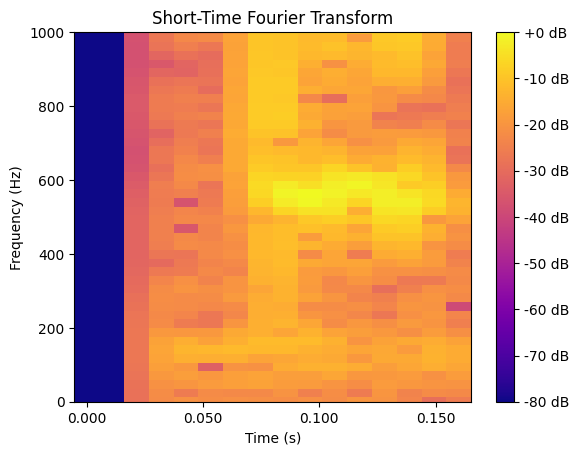 Short-Time Fourier Transform
1000
800
600
400
200
0
Frequency (Hz)
0.000
0.050
0.100
0.150
Time (s)
+0 dB
-10 dB
-20 dB
-30 dB
-40 dB
-50 dB
-60 dB
-70 dB
-80 dB